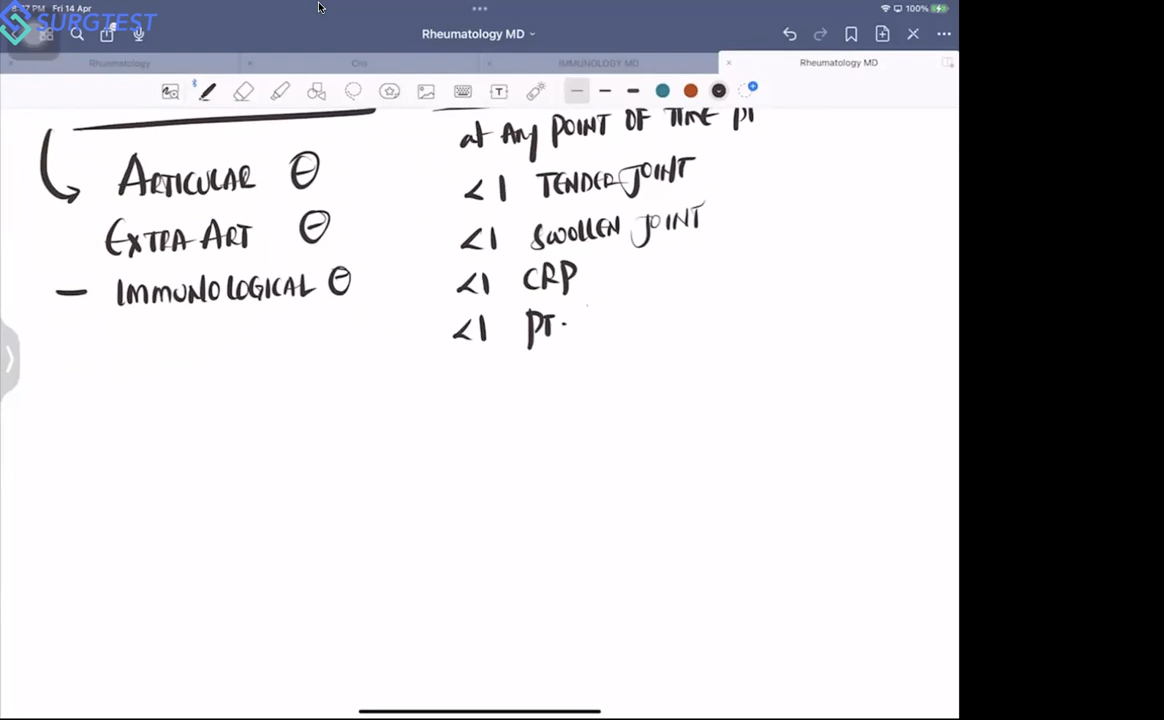 Fri 14 Apr
100%
SURGTEST
Rheumatology MD
Rheumatology
Cns
IMMUNOLOGY MD
Rheumatology MD
at Any POINT OF TIME PT
ARTICULAR ⊖
< 1 TENDER JOINT
EXTRA ART ⊖
< 1 SWOLLEN JOINT
– IMMUNOLOGICAL ⊖
< 1 CRP
< 1 PT.